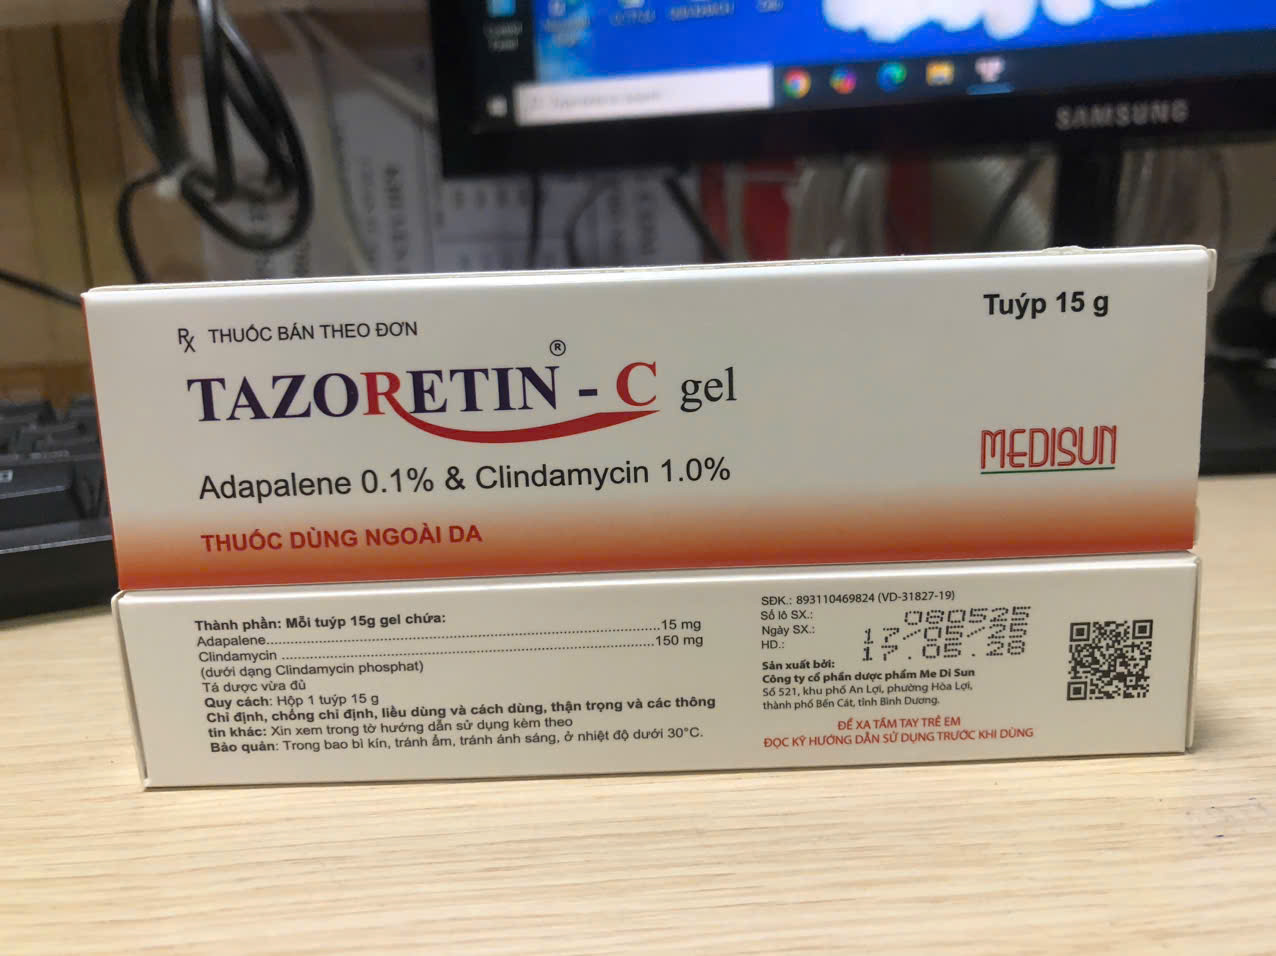 SAMSUNG
Rx THUỐC BÁN THEO ĐƠN
Tuýp 15 g
TAZORETIN® - C gel
MEDISUN
Adapalene 0.1% & Clindamycin 1.0%
THUỐC DÙNG NGOÀI DA
Thành phần: Mỗi tuýp 15g gel chứa:
Adapalene.....15 mg
Clindamycin .....150 mg
(dưới dạng Clindamycin phosphat)
Tá dược vừa đủ
Quy cách: Hộp 1 tuýp 15 g
Chỉ định, chống chỉ định, liều dùng và cách dùng, thận trọng và các thông
tin khác: Xin xem trong tờ hướng dẫn sử dụng kèm theo
Bảo quản: Trong bao bì kín, tránh ẩm, tránh ánh sáng, ở nhiệt độ dưới 30°C.
SĐK.: 893110469824 (VD-31827-19)
Số lô SX.: 080525
Ngày SX.: 17/05/25
HD.: 17.05.28
Sản xuất bởi:
Công ty cổ phần dược phẩm Me Di Sun
Số 521, khu phố An Lợi, phường Hòa Lợi,
thành phố Bến Cát, tỉnh Bình Dương.
ĐỂ XA TẦM TAY TRẺ EM
ĐỌC KỸ HƯỚNG DẪN SỬ DỤNG TRƯỚC KHI DÙNG